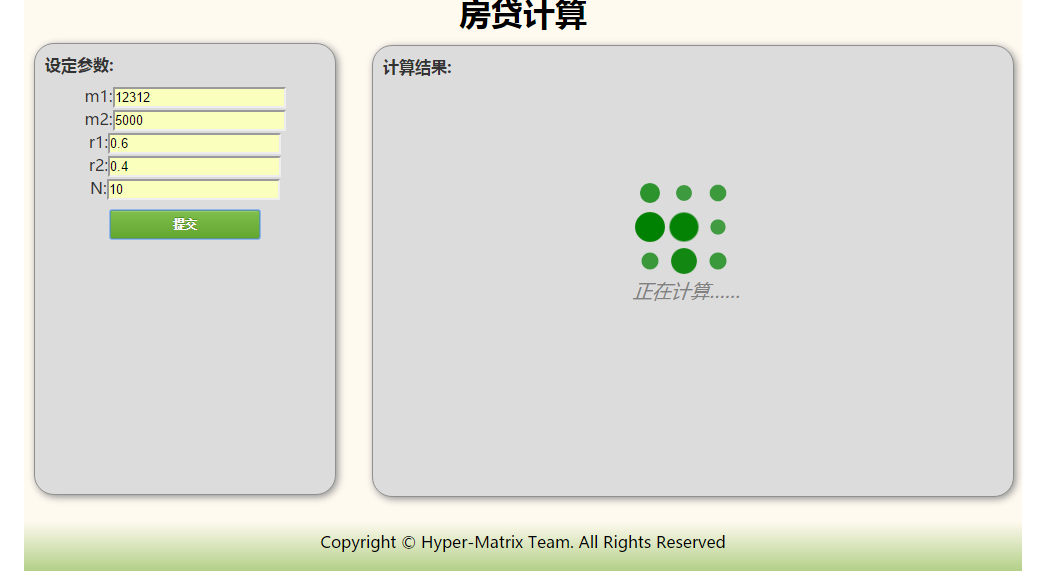 房贷计算
设定参数:
m1:12312
m2:5000
r1:0.6
r2:0.4
N:10
提交
计算结果:
正在计算......
Copyright © Hyper-Matrix Team. All Rights Reserved